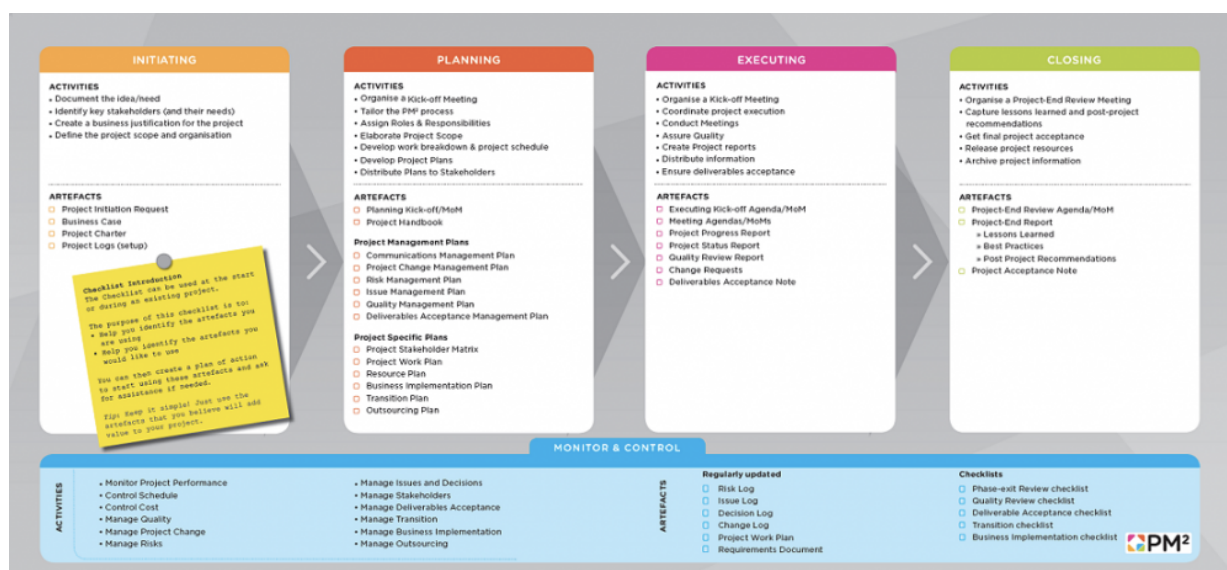 INITIATING
ACTIVITIES
• Document the idea/need
• Identify key stakeholders (and their needs)
• Create a business justification for the project
• Define the project scope and organisation
ARTEFACTS
Project Initiation Request
Business Case
Project Charter
Project Logs (setup)
Checklist Introduction
The Checklist can be used at the start
or during an existing project.
The purpose of this checklist is to:
• Help you identify the artefacts you
are using
• Help you identify the artefacts you
would like to use
You can then create a plan of action
to start using these artefacts and ask
for assistance if needed.
Tip: Keep it simple! Just use the
artefacts that you believe will add
value to your project.
PLANNING
ACTIVITIES
• Organise a Kick-off Meeting
• Tailor the PM² process
• Assign Roles & Responsibilities
• Elaborate Project Scope
• Develop work breakdown & project schedule
• Develop Project Plans
• Distribute Plans to Stakeholders
ARTEFACTS
Planning Kick-off/MoM
Project Handbook
Project Management Plans
Communications Management Plan
Project Change Management Plan
Risk Management Plan
Issue Management Plan
Quality Management Plan
Deliverables Acceptance Management Plan
Project Specific Plans
Project Stakeholder Matrix
Project Work Plan
Resource Plan
Business Implementation Plan
Transition Plan
Outsourcing Plan
EXECUTING
ACTIVITIES
• Organise a Kick-off Meeting
• Coordinate project execution
• Conduct Meetings
• Assure Quality
• Create Project reports
• Distribute information
• Ensure deliverables acceptance
ARTEFACTS
Executing Kick-off Agenda/MoM
Meeting Agendas/MoMs
Project Progress Report
Project Status Report
Quality Review Report
Change Requests
Deliverables Acceptance Note
CLOSING
ACTIVITIES
• Organise a Project-End Review Meeting
• Capture lessons learned and post-project
recommendations
• Get final project acceptance
• Release project resources
• Archive project information
ARTEFACTS
Project-End Review Agenda/MoM
Project-End Report
» Lessons Learned
» Best Practices
» Post Project Recommendations
Project Acceptance Note
MONITOR & CONTROL
ACTIVITIES
• Monitor Project Performance
• Control Schedule
• Control Cost
• Manage Quality
• Manage Project Change
• Manage Risks
• Manage Issues and Decisions
• Manage Stakeholders
• Manage Deliverables Acceptance
• Manage Transition
• Manage Business Implementation
• Manage Outsourcing
ARTEFACTS
Regularly updated
Risk Log
Issue Log
Decision Log
Change Log
Project Work Plan
Requirements Document
Checklists
Phase-exit Review checklist
Quality Review checklist
Deliverable Acceptance checklist
Transition checklist
Business Implementation checklist
PM²